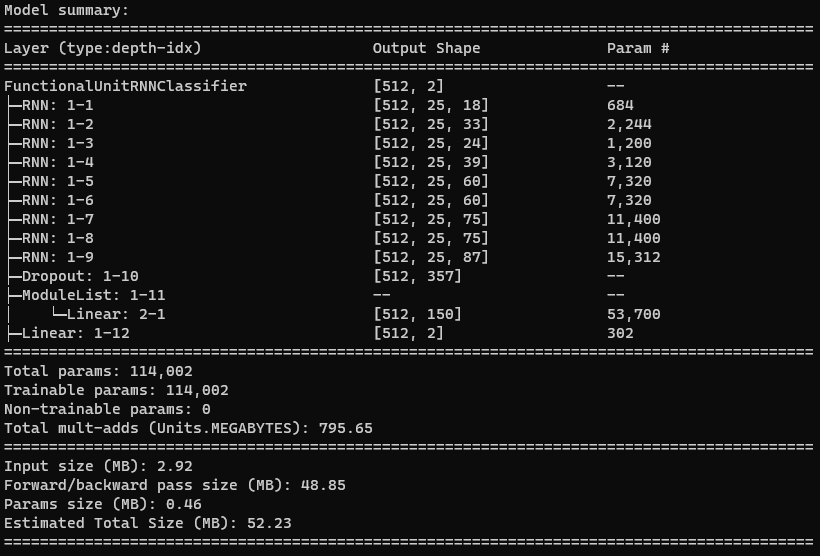 Model summary:
==========================================================================================
Layer (type:depth-idx)                   Output Shape              Param #
==========================================================================================
FunctionalUnitRNNClassifier              [512, 2]                  --
├─RNN: 1-1                               [512, 25, 18]             684
├─RNN: 1-2                               [512, 25, 33]             2,244
├─RNN: 1-3                               [512, 25, 24]             1,200
├─RNN: 1-4                               [512, 25, 39]             3,120
├─RNN: 1-5                               [512, 25, 60]             7,320
├─RNN: 1-6                               [512, 25, 60]             7,320
├─RNN: 1-7                               [512, 25, 75]             11,400
├─RNN: 1-8                               [512, 25, 75]             11,400
├─RNN: 1-9                               [512, 25, 87]             15,312
├─Dropout: 1-10                          [512, 357]                --
├─ModuleList: 1-11                       --                        --
│    └─Linear: 2-1                       [512, 150]                53,700
├─Linear: 1-12                           [512, 2]                  302
==========================================================================================
Total params: 114,002
Trainable params: 114,002
Non-trainable params: 0
Total mult-adds (Units.MEGABYTES): 795.65
==========================================================================================
Input size (MB): 2.92
Forward/backward pass size (MB): 48.85
Params size (MB): 0.46
Estimated Total Size (MB): 52.23
==========================================================================================